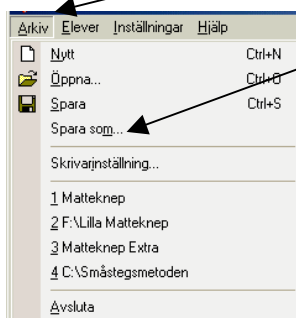 Arkiv Elever Inställningar Hjälp
Nytt Ctrl+N
Öppna... Ctrl+O
Spara Ctrl+S
Spara som...
Skrivarinställning...
1 Matteknep
2 F:\Lilla Matteknep
3 Matteknep Extra
4 C:\Småstegsmetoden
Avsluta